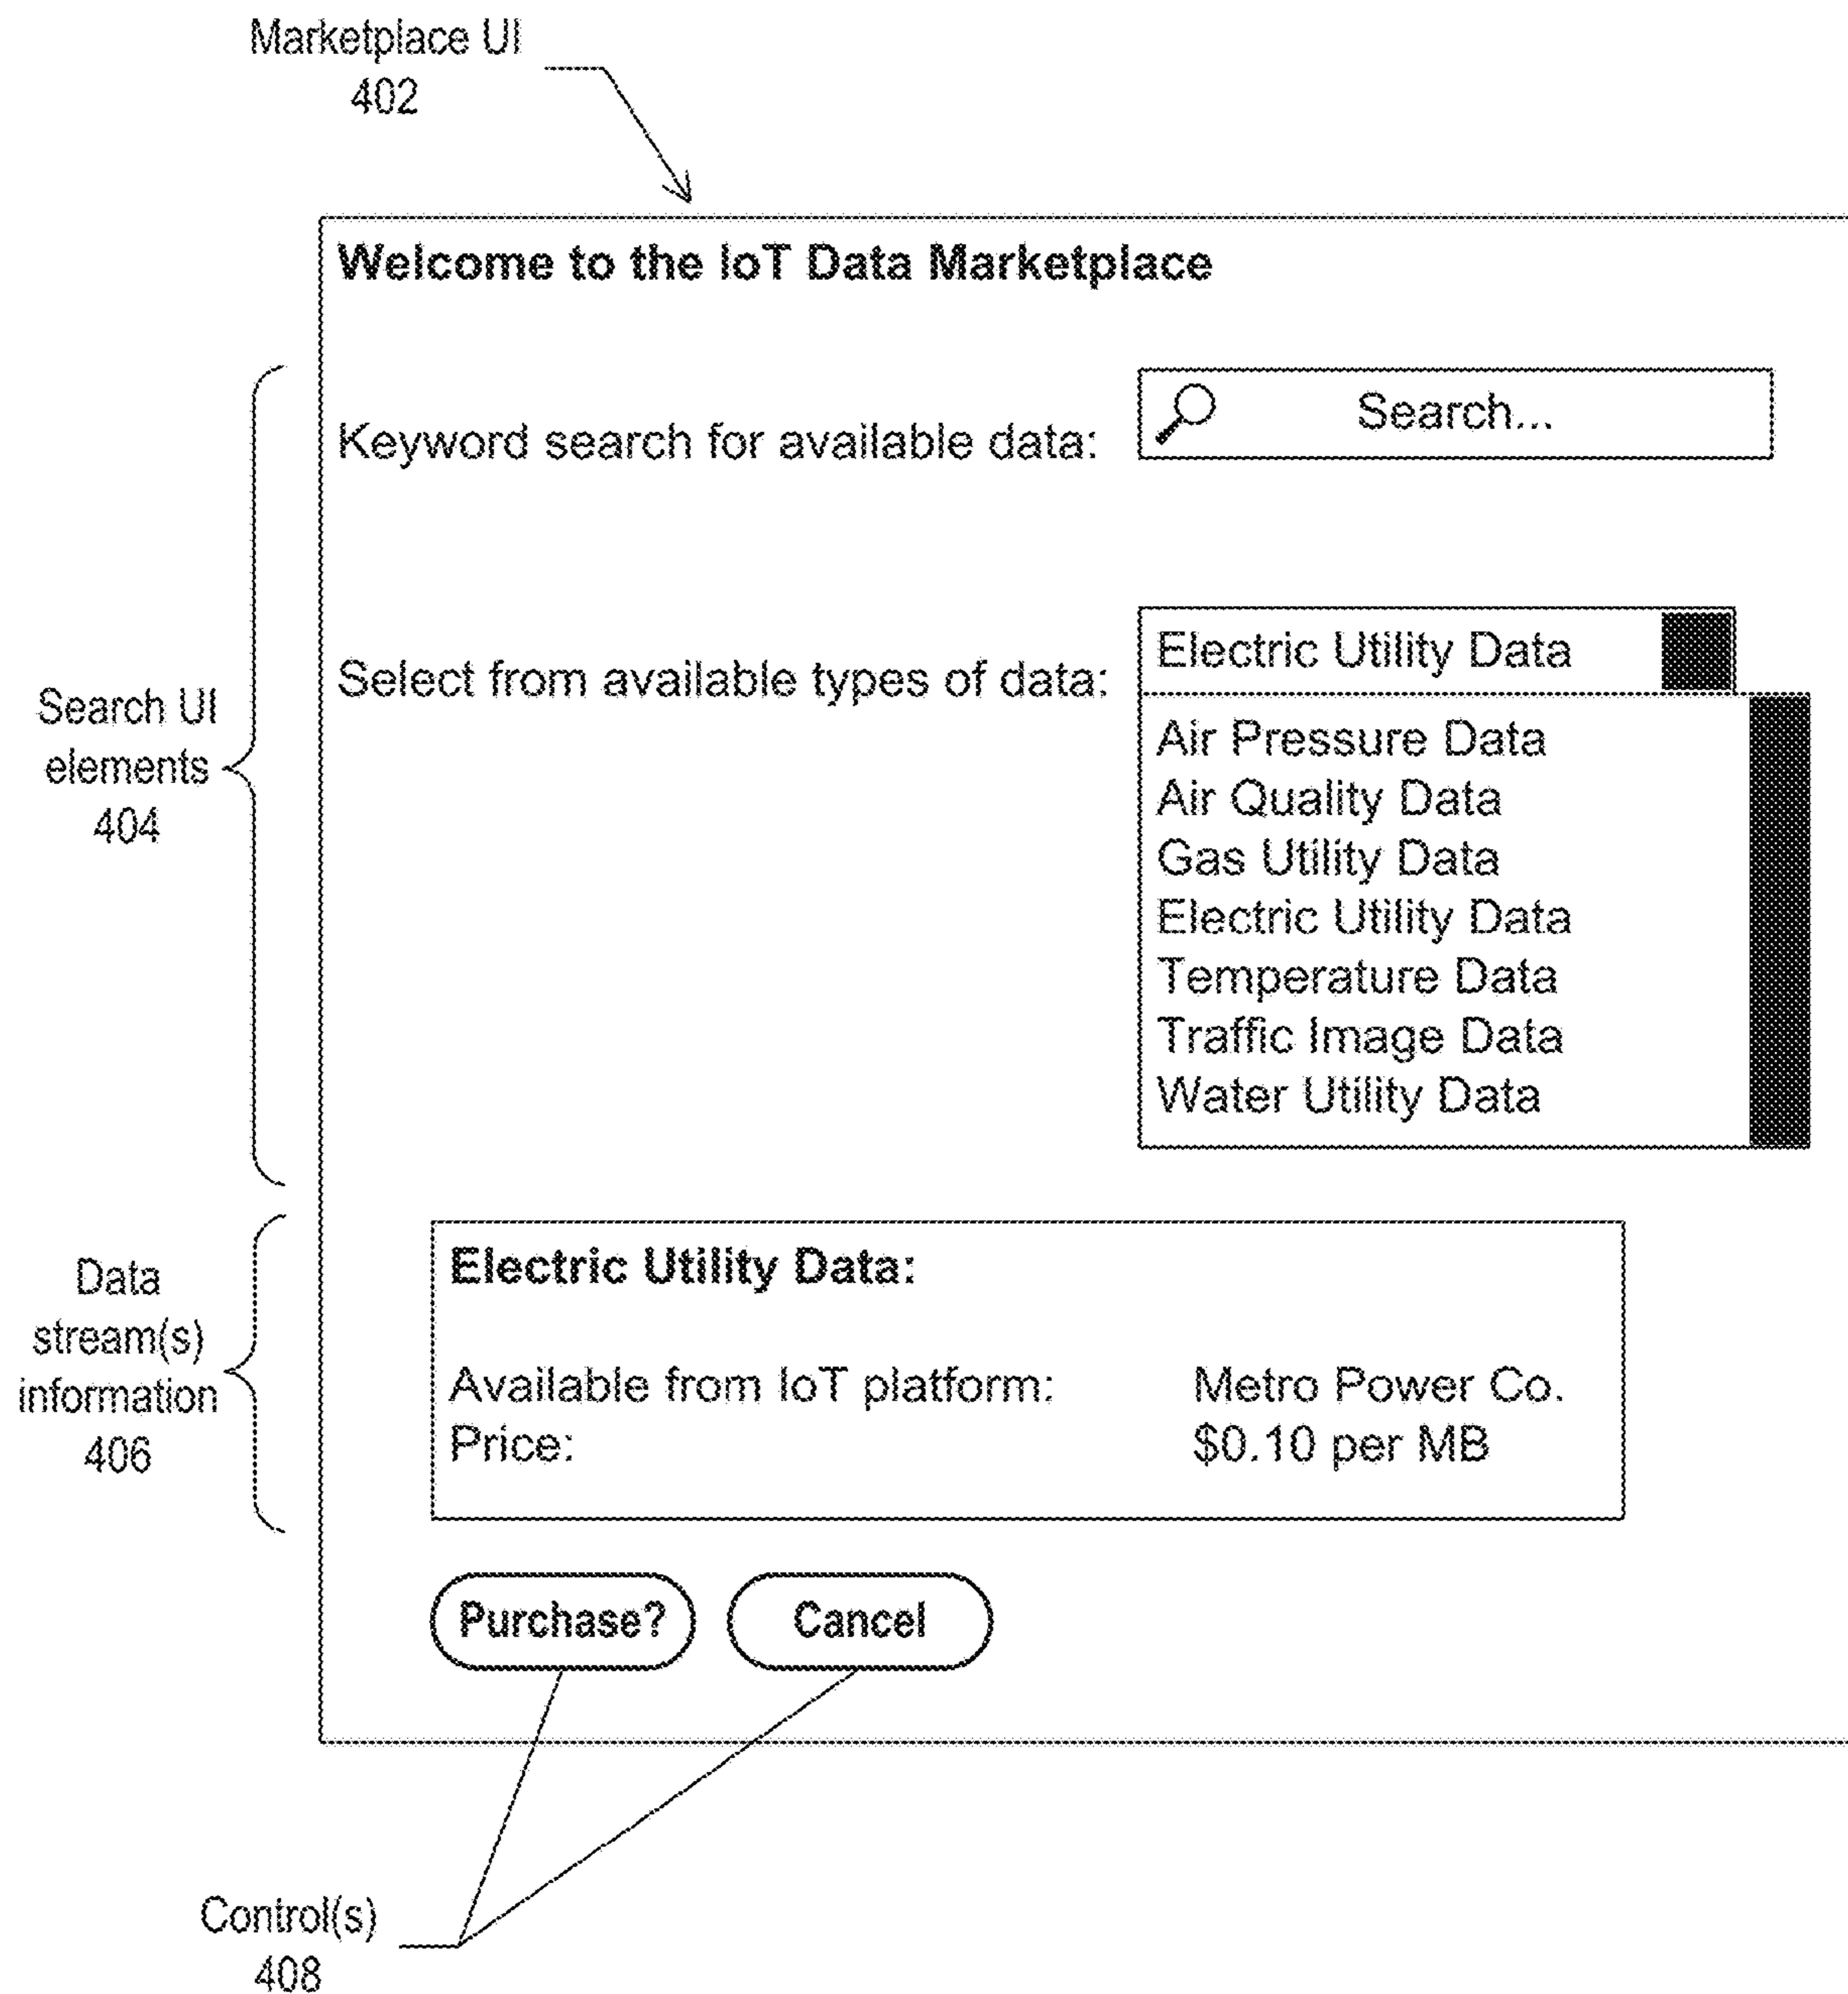 Marketplace UI
402
Welcome to the IoT Data Marketplace
Keyword search for available data:
Search...
Select from available types of data:
Electric Utility Data
Air Pressure Data
Air Quality Data
Gas Utility Data
Electric Utility Data
Temperature Data
Traffic Image Data
Water Utility Data
Search UI
elements
404
Electric Utility Data:
Available from IoT platform: Metro Power Co.
Price: $0.10 per MB
Data
stream(s)
information
406
Purchase? Cancel
Control(s)
408